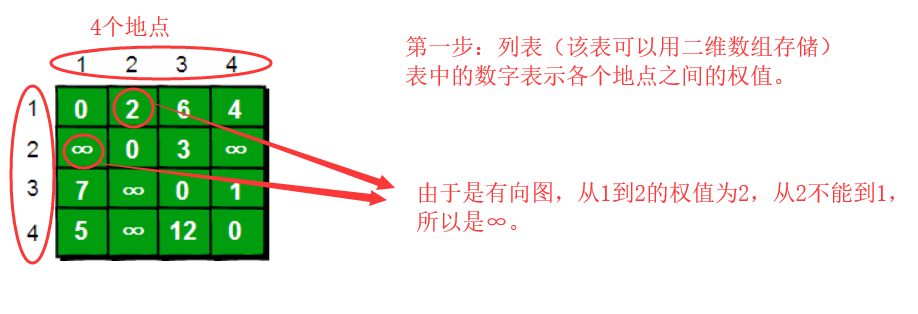 4个地点
第一步：列表（该表可以用二维数组存储）
表中的数字表示各个地点之间的权值。
1 2 3 4
1 0 2 6 4
2 ∞ 0 3 ∞
3 7 ∞ 0 1
4 5 ∞ 12 0
由于是有向图，从1到2的权值为2，从2不能到1，
所以是∞。